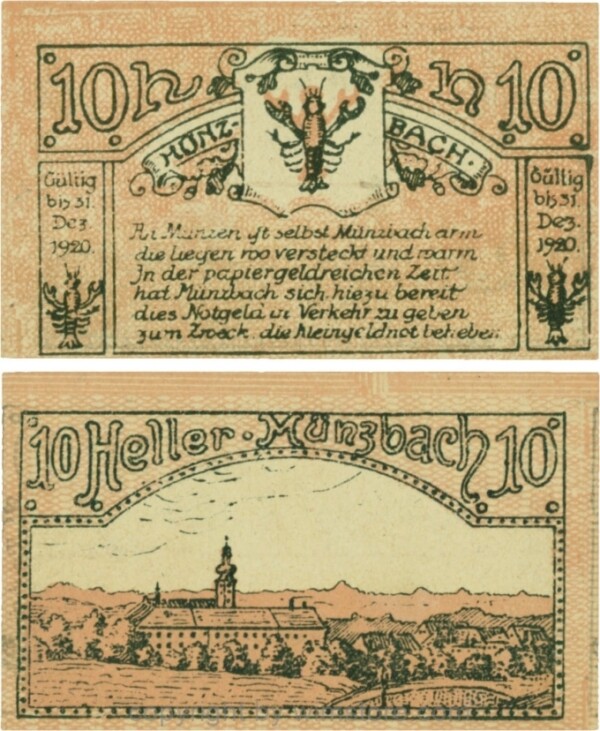 10 h h 10
MÜNZ- BACH.
Gültig
bis 31.
Dez.
1920.
Gültig
bis 31.
Dez.
1920.
An Münzen ist selbst Münzbach arm
die liegen wo versteckt und warm
In der papiergeldreichen Zeit
hat Münzbach sich hiezu bereit
dies Notgeld in Verkehr zu geben
zum Zweck, die Kleingeldnot beheben
10 Heller · Münzbach 10
Copyright by